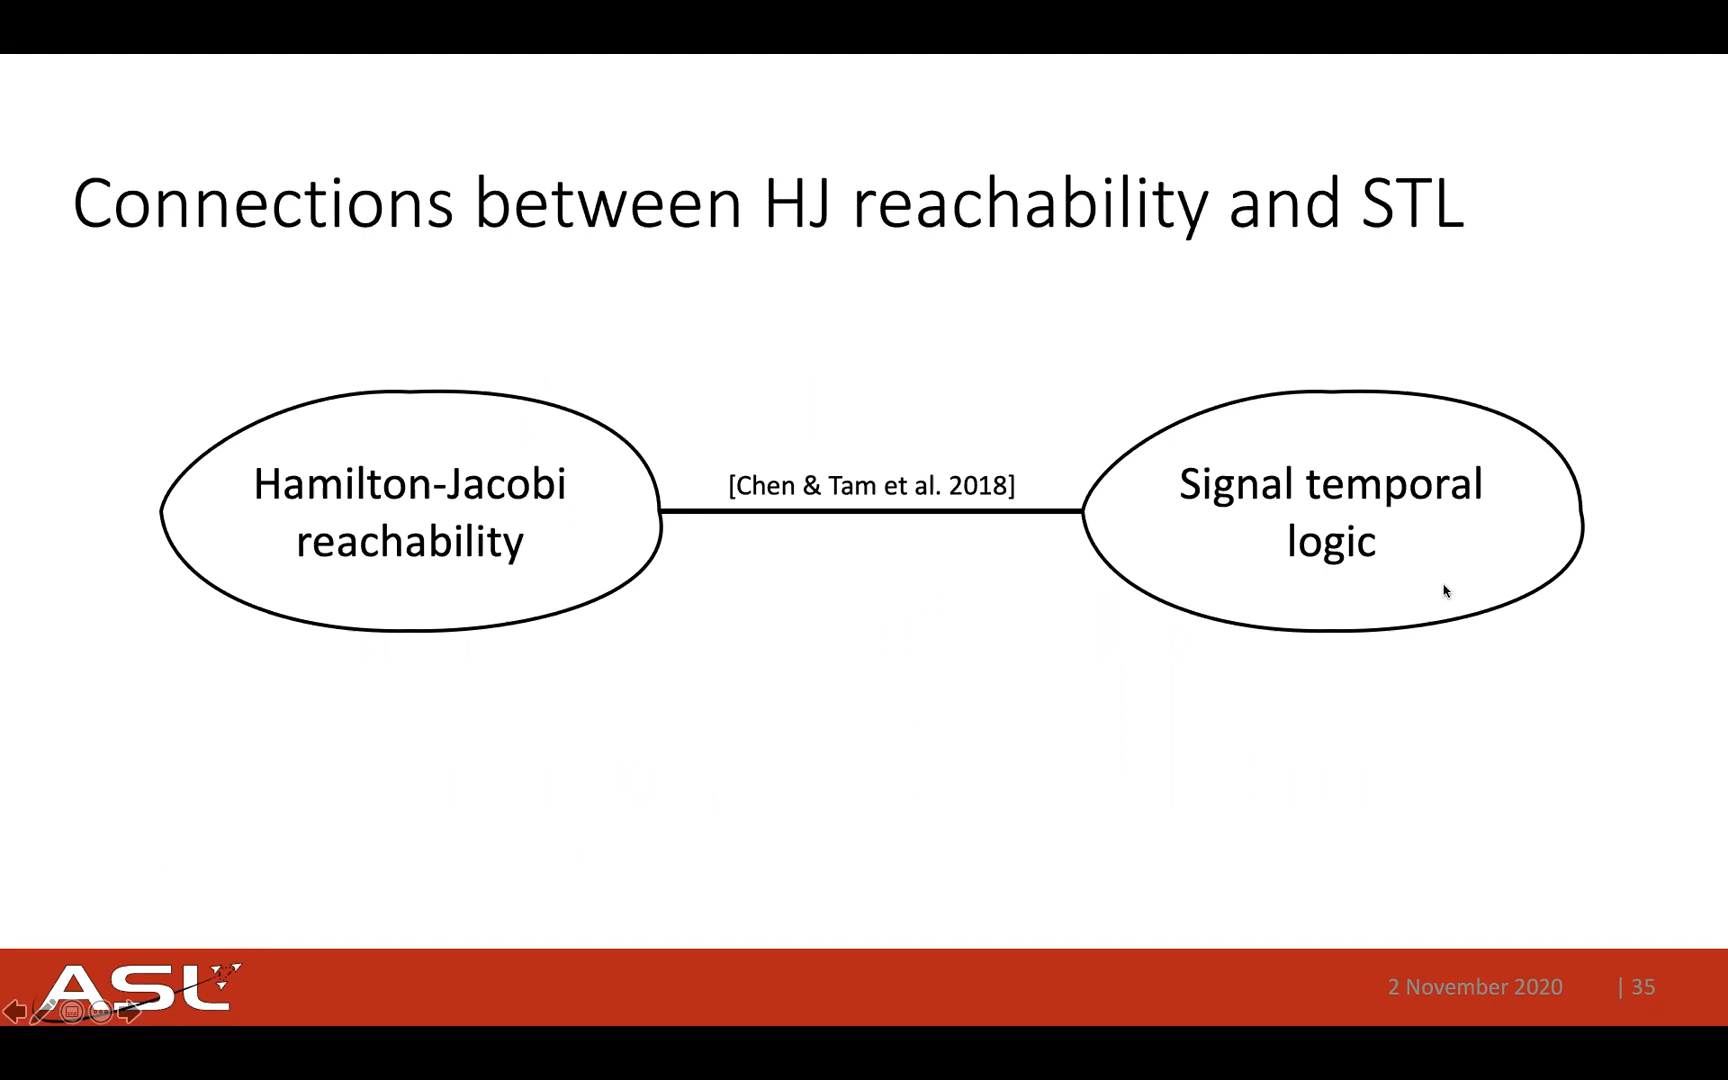 Connections between HJ reachability and STL
Hamilton-Jacobi
reachability
[Chen & Tam et al. 2018]
Signal temporal
logic
ASL
2 November 2020
| 35